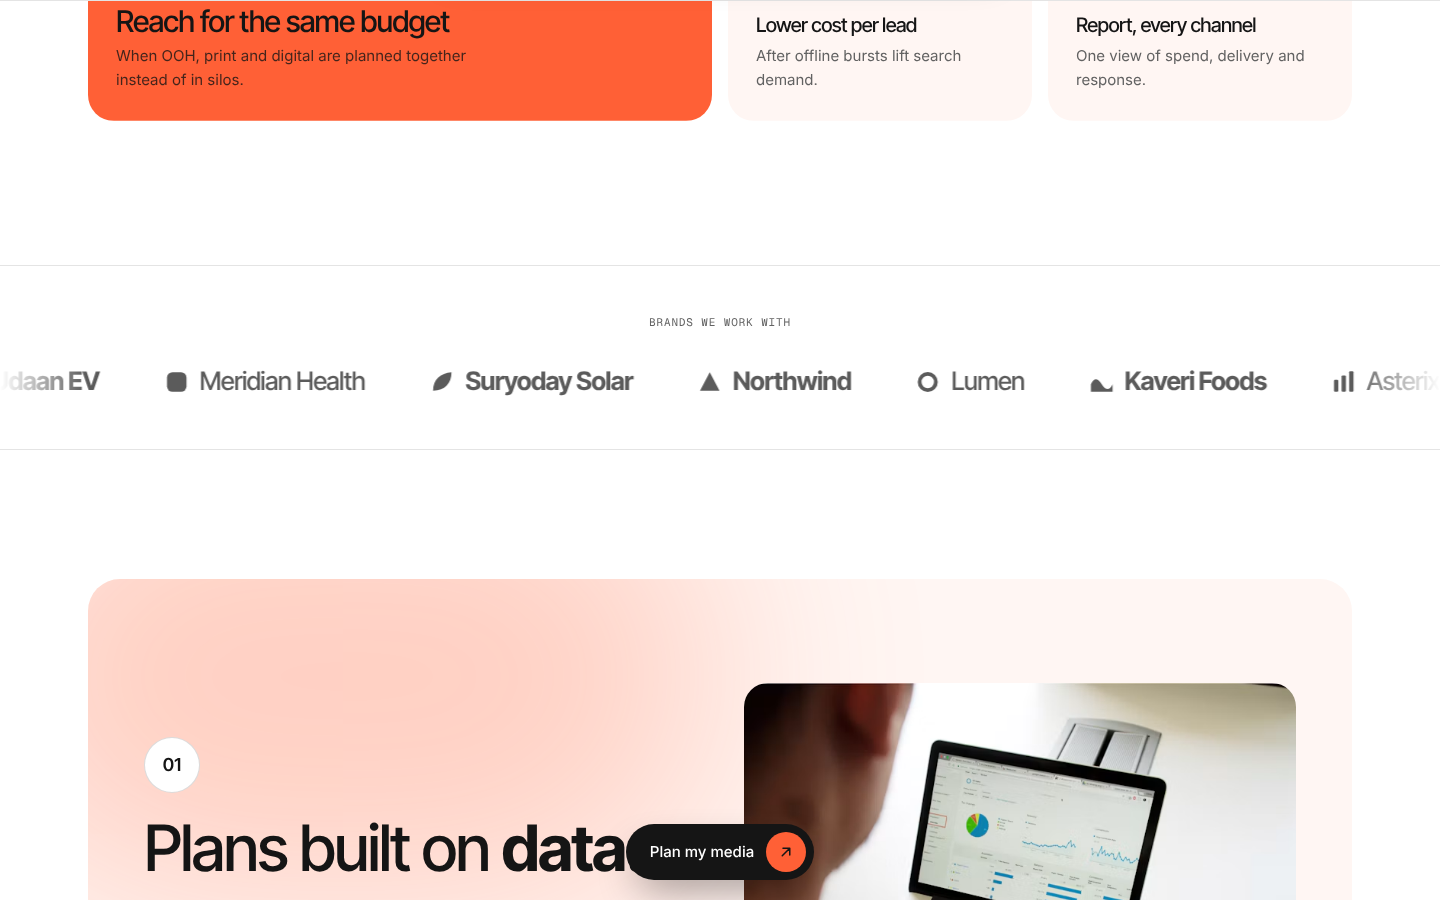 Reach for the same budget
When OOH, print and digital are planned together
instead of in silos.
Lower cost per lead
After offline bursts lift search
demand.
Report, every channel
One view of spend, delivery and
response.
BRANDS WE WORK WITH
Udaan EV
Meridian Health
Suryoday Solar
Northwind
Lumen
Kaveri Foods
Asterix
01
Plans built on data
Plan my media